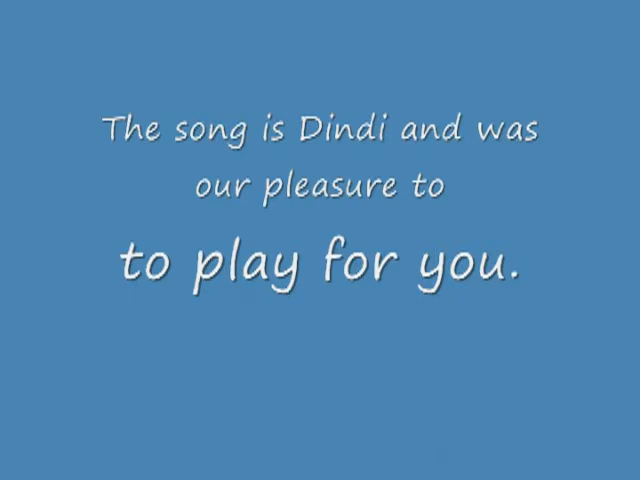 The song is Dindi and was
our pleasure to
to play for you.